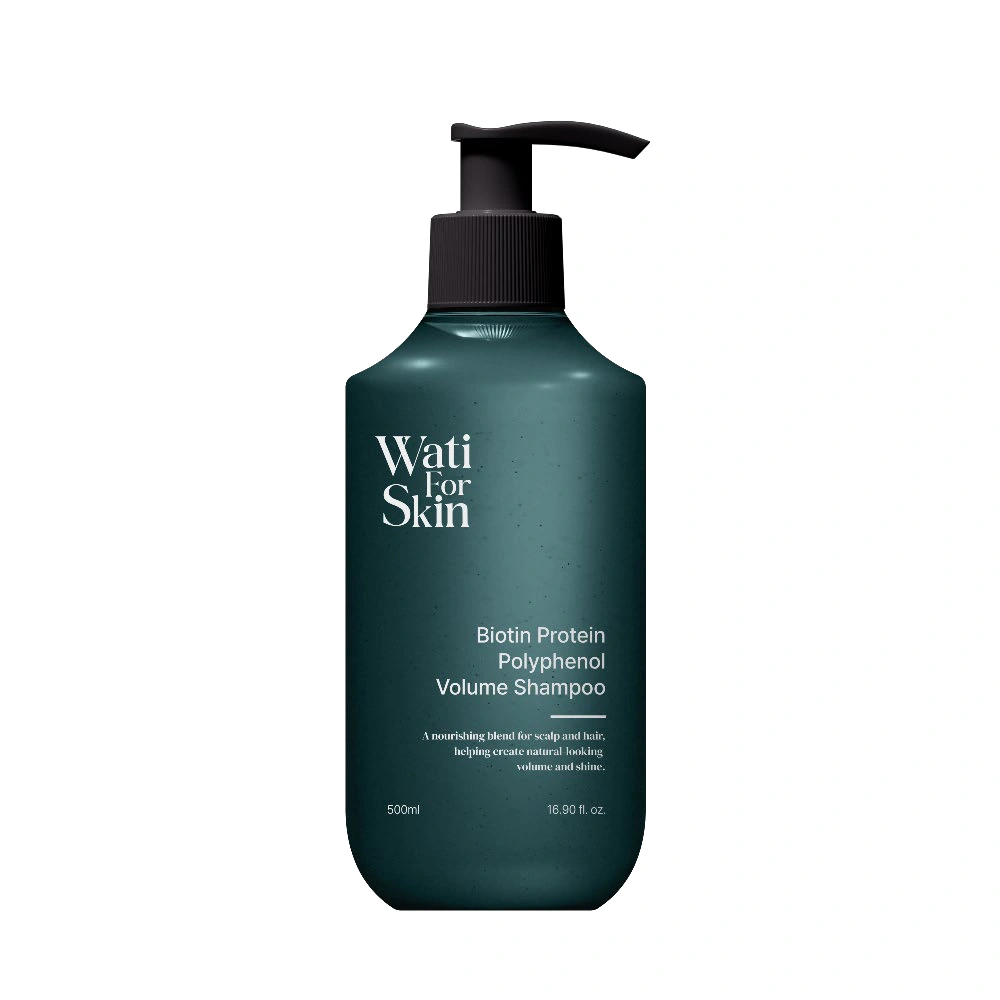 Wati
For
Skin
Biotin Protein
Polyphenol
Volume Shampoo
A nourishing blend for scalp and hair,
helping create natural-looking
volume and shine.
500ml
16.90 fl. oz.